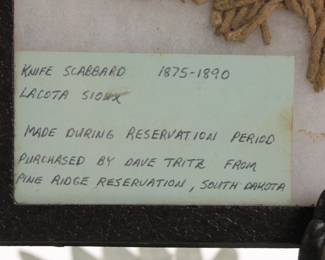 KNIFE SCABBARD 1875-1890
LACOTA SIOUX
MADE DURING RESERVATION PERIOD
PURCHASED BY DAVE TRITZ FROM
PINE RIDGE RESERVATION, SOUTH DAKOTA